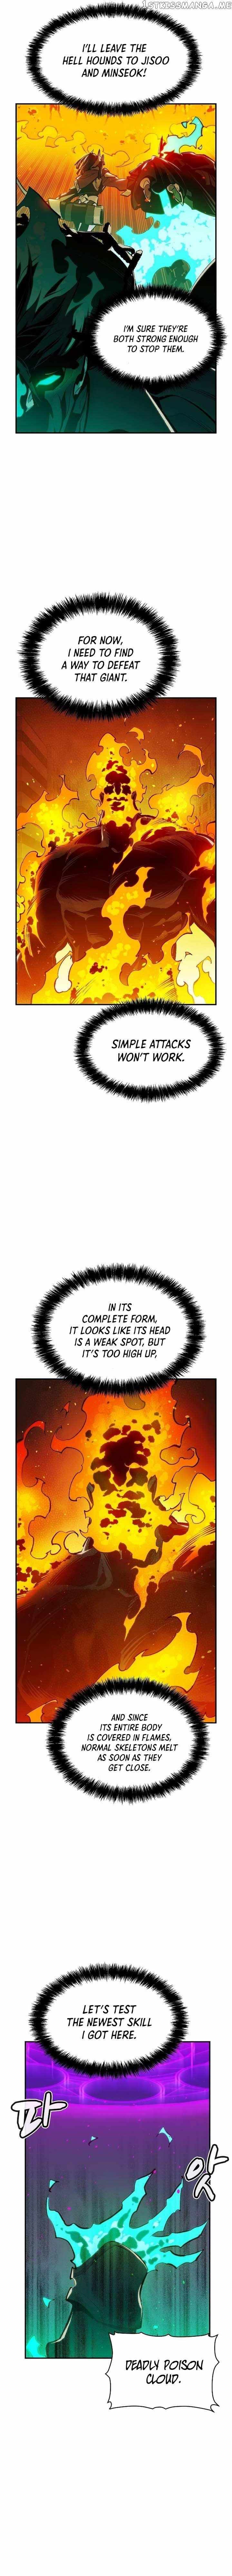 1STKISSMANGA.ME
I'LL LEAVE THE
HELL HOUNDS TO JISOO
AND MINSEOK!
I'M SURE THEY'RE
BOTH STRONG ENOUGH
TO STOP THEM.
FOR NOW,
I NEED TO FIND
A WAY TO DEFEAT
THAT GIANT.
SIMPLE ATTACKS
WON'T WORK.
IN ITS
COMPLETE FORM,
IT LOOKS LIKE ITS HEAD
IS A WEAK SPOT, BUT
IT'S TOO HIGH UP,
AND SINCE
ITS ENTIRE BODY
IS COVERED IN FLAMES,
NORMAL SKELETONS MELT
AS SOON AS THEY
GET CLOSE.
LET'S TEST
THE NEWEST SKILL
I GOT HERE.
파
앗
DEADLY POISON
CLOUD.